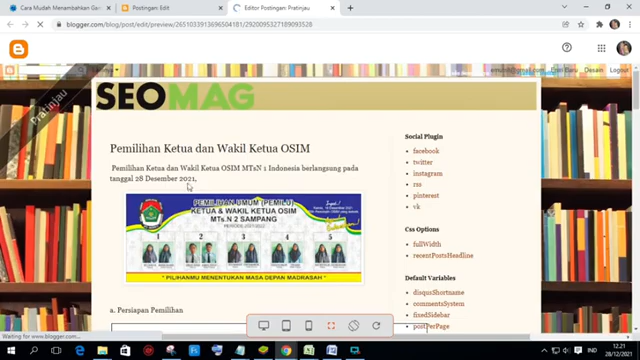 Cara Mudah Menambahkan Gam
Postingan: Edit
Editor Postingan: Pratinjau
blogger.com/blog/post/edit/preview/2651033913696504181/2920095327189093528
Pratinjau
Entri Baru
Desain
Logout
SEOMAG
Pemilihan Ketua dan Wakil Ketua OSIM
Pemilihan Ketua dan Wakil Ketua OSIM MTsN 1 Indonesia berlangsung pada
tanggal 28 Desember 2021,
PEMILIHAN UMUM (PEMILU)
KETUA & WAKIL KETUA OSIM
MTs.N 2 SAMPANG
1 2 3 4 5
"PILIHANMU MENENTUKAN MASA DEPAN MADRASAH"
a. Persiapan Pemilihan
Social Plugin
facebook
twitter
instagram
rss
pinterest
vk
Css Options
fullWidth
recentPostsHeadline
Default Variables
disqusShortname
commentsSystem
fixedSidebar
postPerPage
Waiting for www.blogger.com...
IND
12.21
28/12/2021